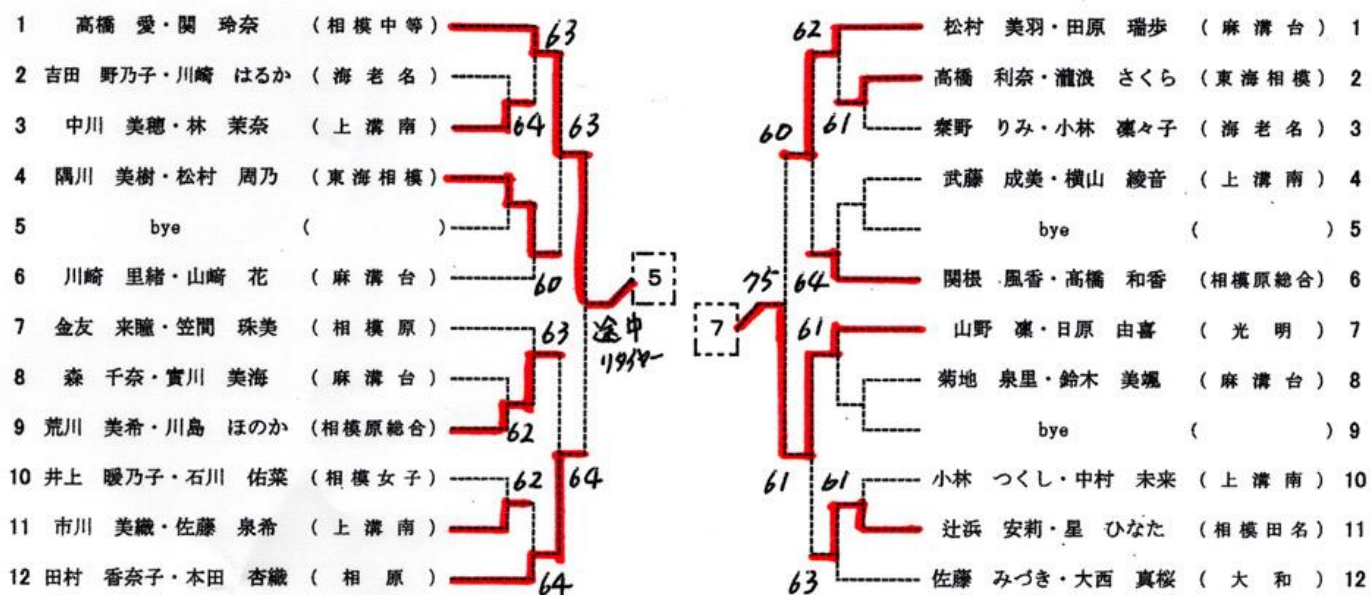 1 高橋 愛・関 玲奈 (相模中等)
2 吉田 野乃子・川崎 はるか (海老名)
3 中川 美穂・林 茉奈 (上溝南)
4 隅川 美樹・松村 周乃 (東海相模)
5 bye ( )
6 川崎 里緒・山﨑 花 (麻溝台)
7 金友 来瞳・笠間 珠美 (相模原)
8 森 千奈・實川 美海 (麻溝台)
9 荒川 美希・川島 ほのか (相模原総合)
10 井上 暖乃子・石川 佑菜 (相模女子)
11 市川 美織・佐藤 泉希 (上溝南)
12 田村 香奈子・本田 杏織 (相原)
63
64
63
60
63
62
64
62
64
途中
リタイヤー
5
松村 美羽・田原 瑞歩 (麻溝台) 1
高橋 利奈・瀧浪 さくら (東海相模) 2
秦野 りみ・小林 凛々子 (海老名) 3
武藤 成美・横山 綾音 (上溝南) 4
bye ( ) 5
関根 風香・高橋 和香 (相模原総合) 6
山野 凛・日原 由喜 (光明) 7
菊地 泉里・鈴木 美颯 (麻溝台) 8
bye ( ) 9
小林 つくし・中村 未来 (上溝南) 10
辻浜 安莉・星 ひなた (相模田名) 11
佐藤 みづき・大西 真桜 (大和) 12
62
61
60
64
75
7
61
61
61
63